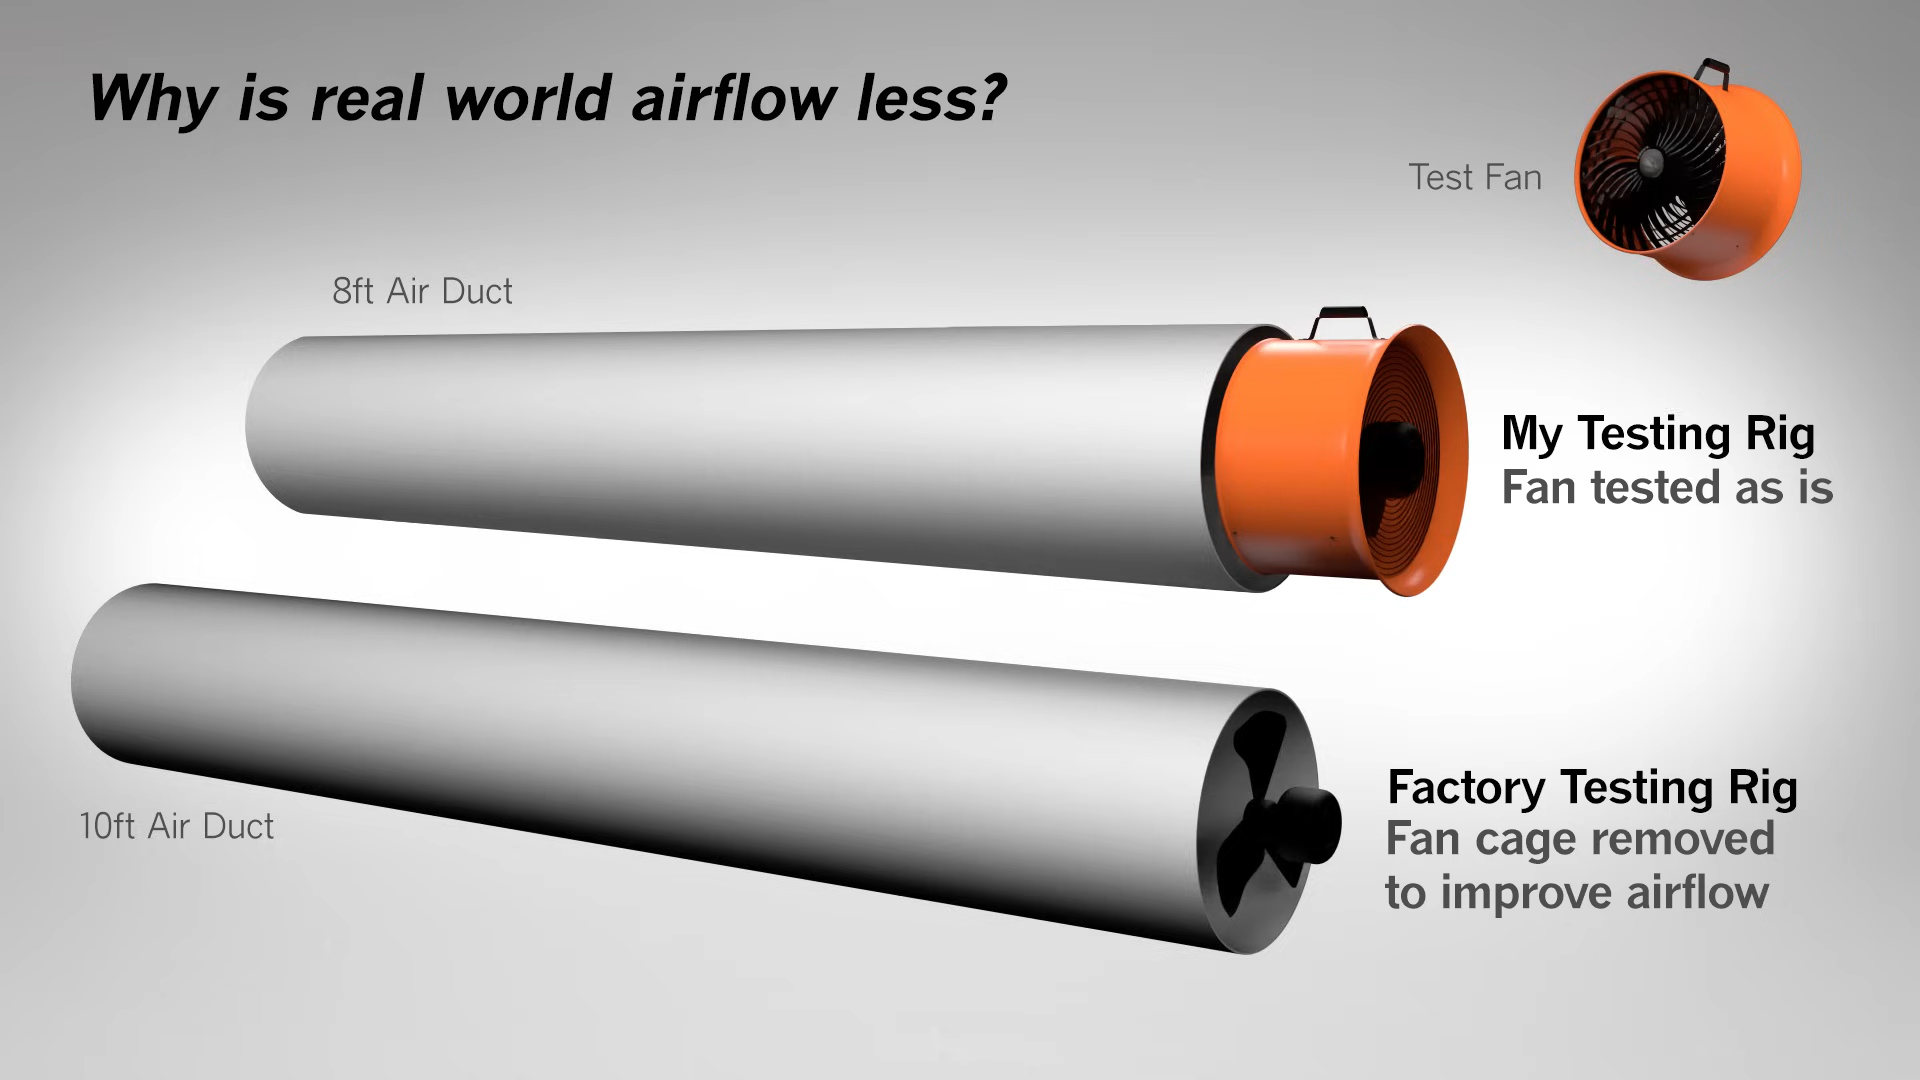 Why is real world airflow less?
Test Fan
8ft Air Duct
My Testing Rig
Fan tested as is
10ft Air Duct
Factory Testing Rig
Fan cage removed
to improve airflow